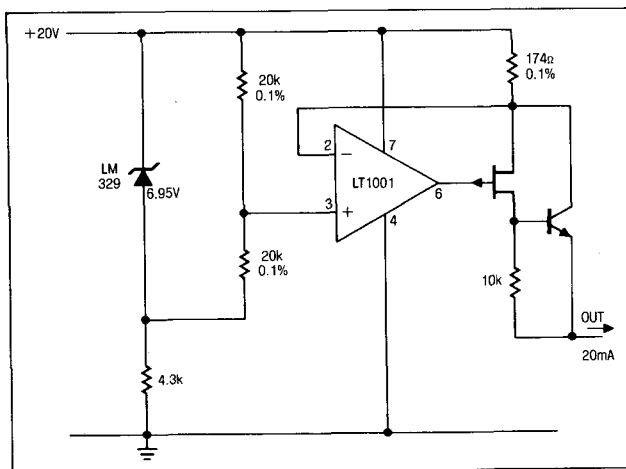 +20V
20k
0.1%
174Ω
0.1%
LM
329
6.95V
2
−
7
LT1001
6
3
+
4
20k
0.1%
10k
OUT
20mA
4.3k